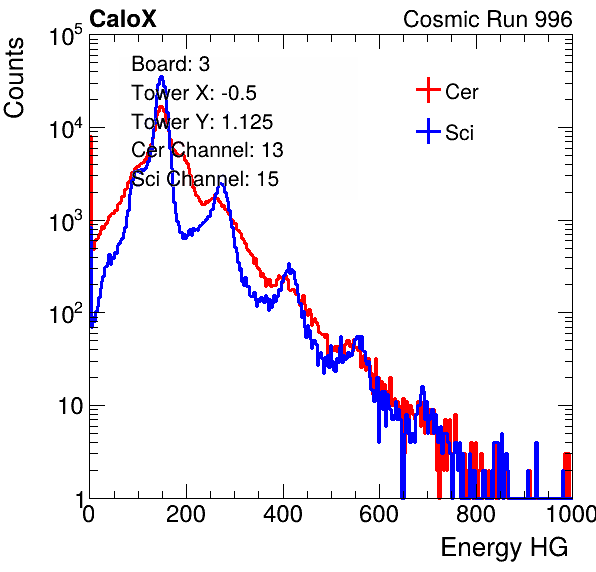 CaloX Cosmic Run 996
Counts
Board: 3
Tower X: -0.5
Tower Y: 1.125
Cer Channel: 13
Sci Channel: 15
Cer
Sci
10^5
10^4
10^3
10^2
10
1
0 200 400 600 800 1000
Energy HG